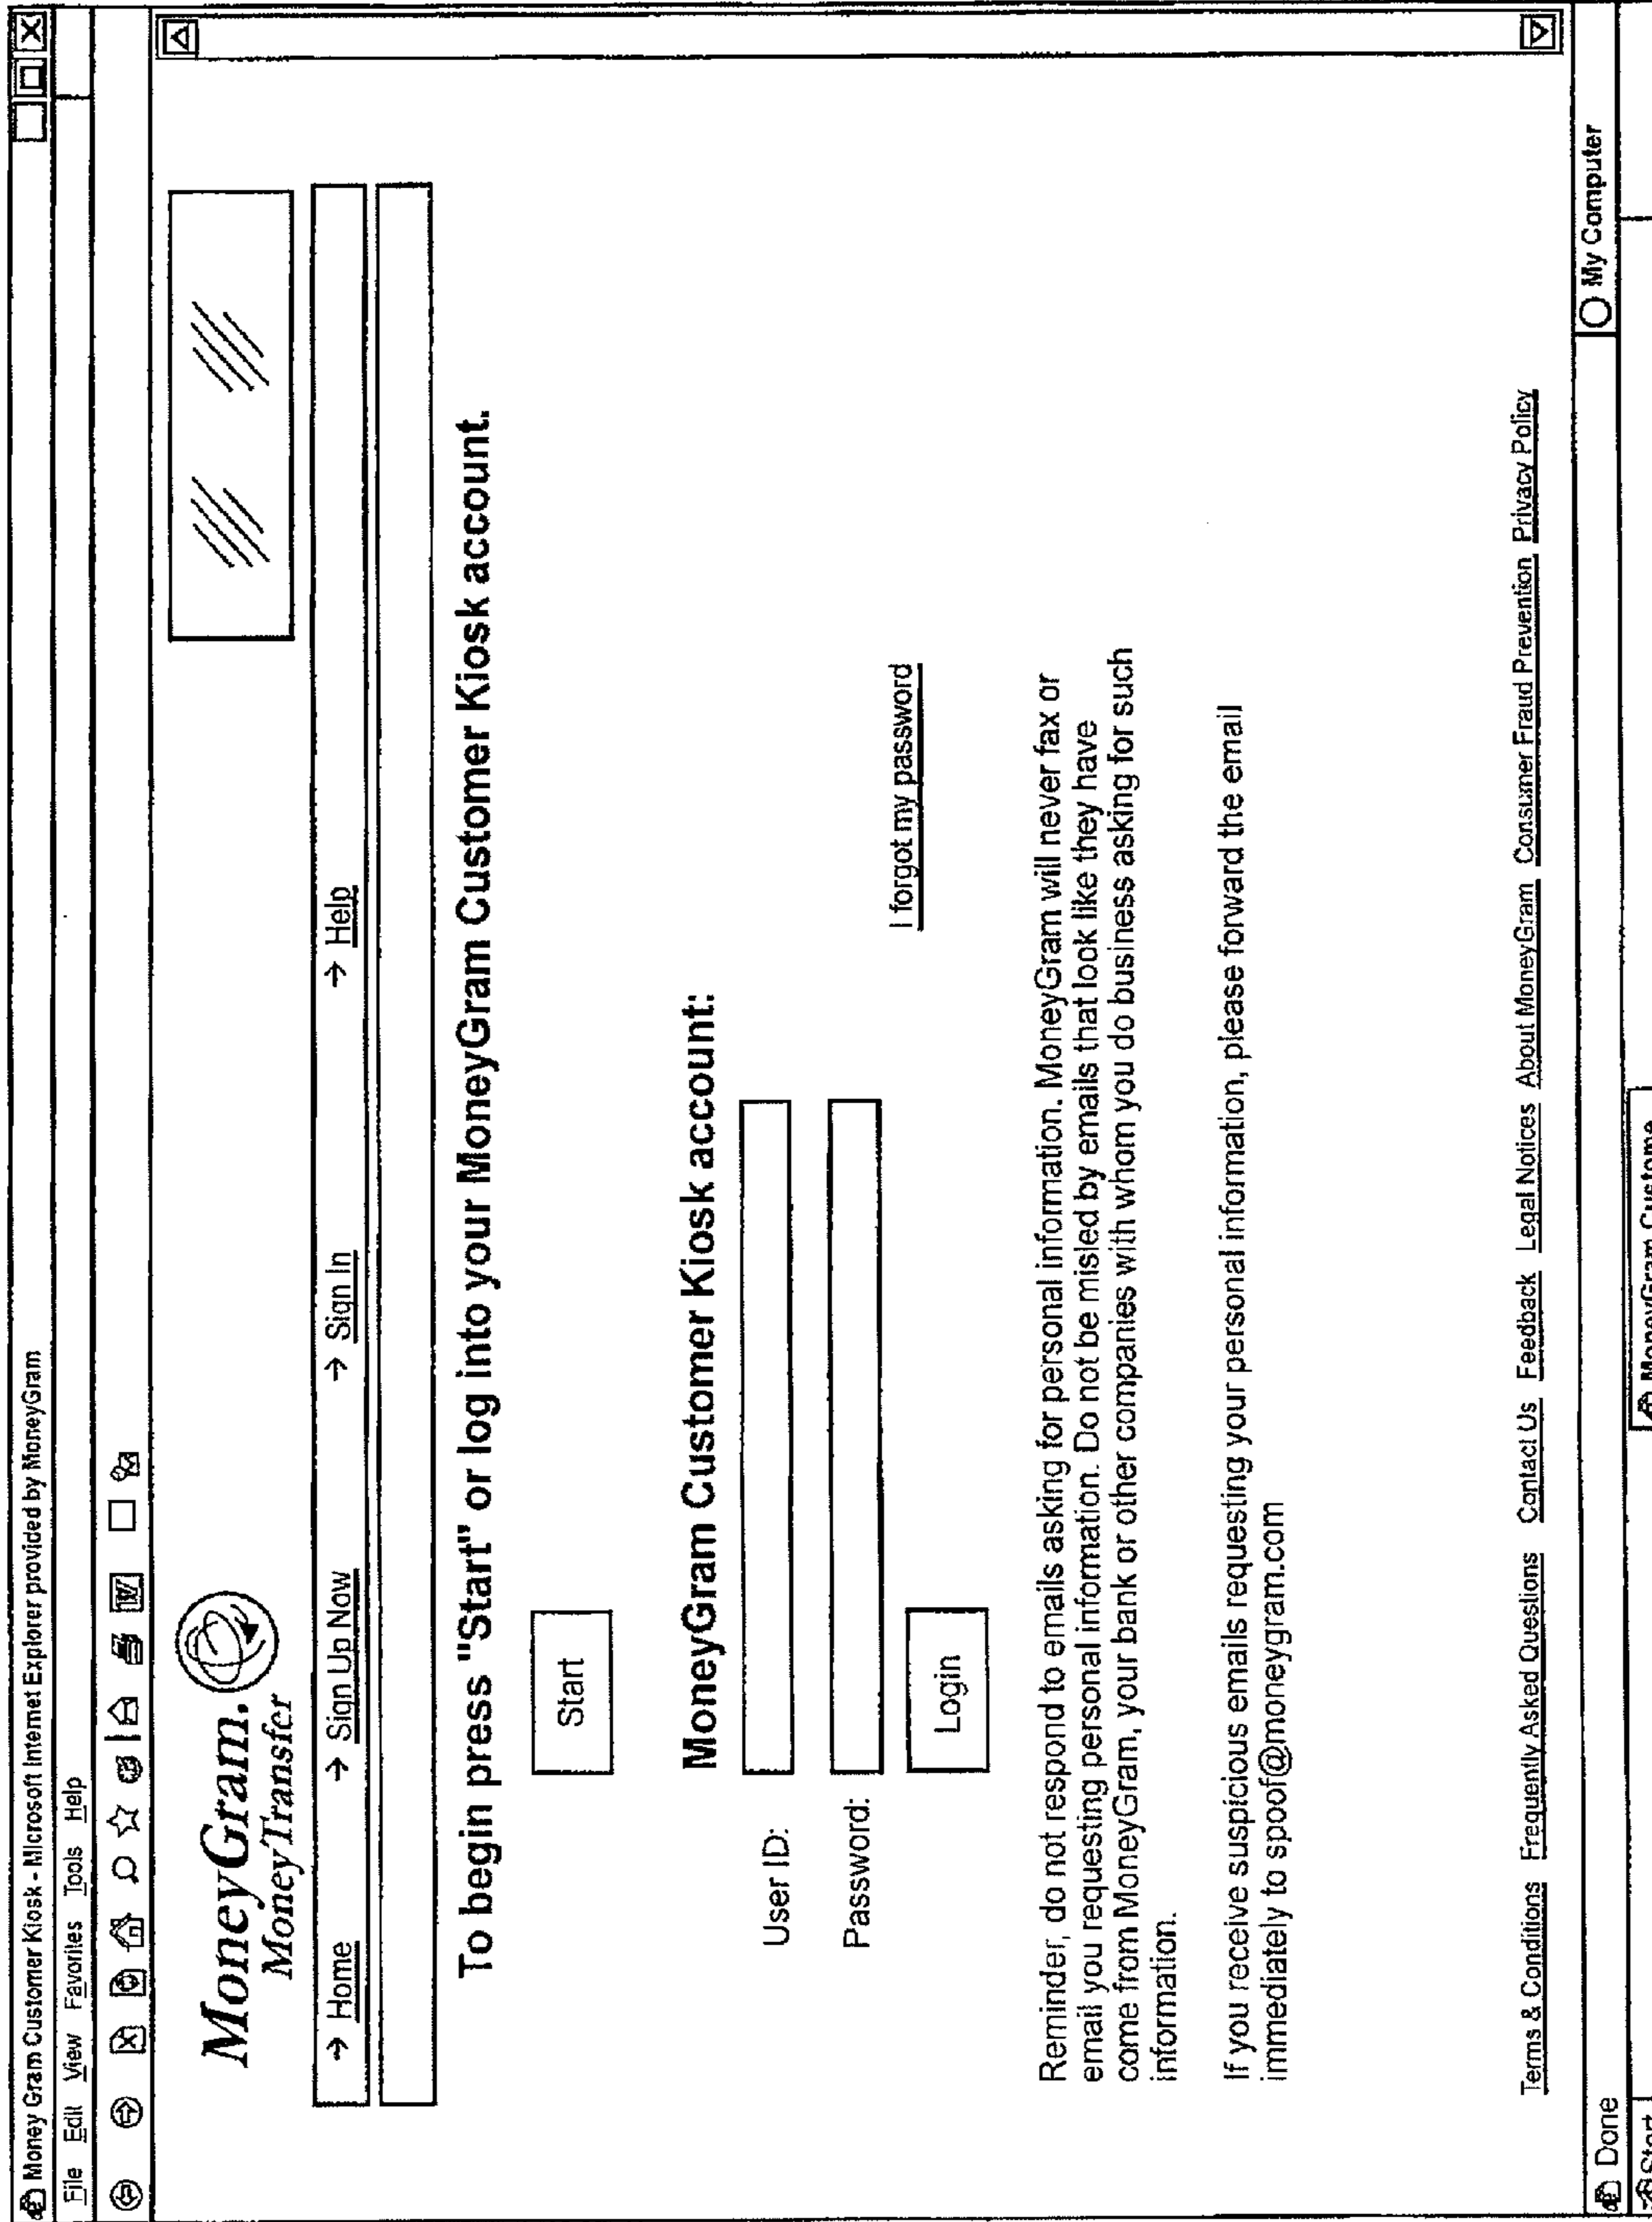 Money Gram Customer Kiosk - Microsoft Internet Explorer provided by MoneyGram
File Edit View Favorites Tools Help
MoneyGram.
MoneyTransfer
→ Home → Sign Up Now → Sign In → Help
To begin press "Start" or log into your MoneyGram Customer Kiosk account.
Start
MoneyGram Customer Kiosk account:
User ID:
Password:
Login I forgot my password
Reminder, do not respond to emails asking for personal information. MoneyGram will never fax or
email you requesting personal information. Do not be misled by emails that look like they have
come from MoneyGram, your bank or other companies with whom you do business asking for such
information.
If you receive suspicious emails requesting your personal information, please forward the email
immediately to spoof@moneygram.com
Terms & Conditions Frequently Asked Questions Contact Us Feedback Legal Notices About MoneyGram Consumer Fraud Prevention Privacy Policy
Done My Computer
Start MoneyGram Custome